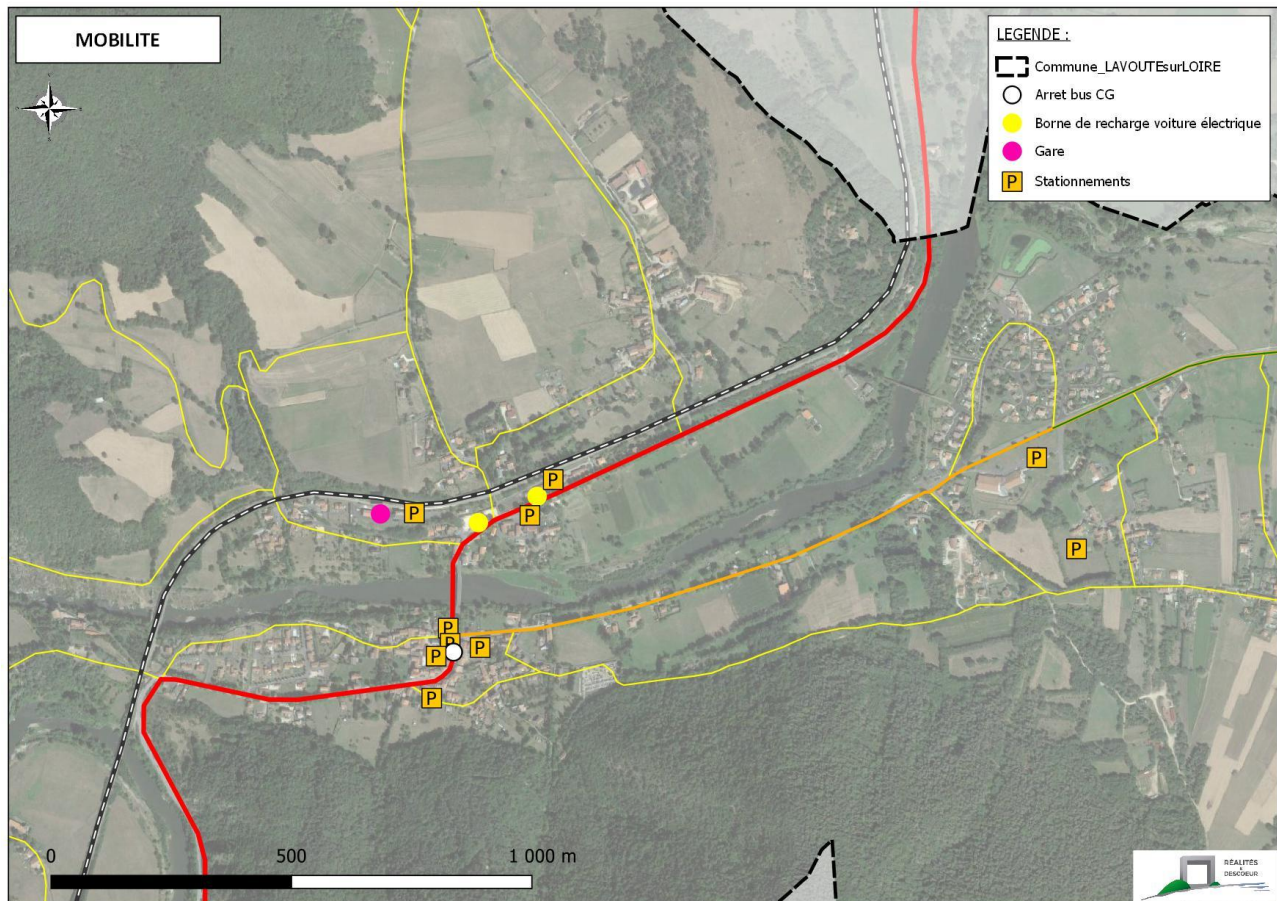 MOBILITE
LEGENDE :
Commune_LAVOUTEsurLOIRE
Arret bus CG
Borne de recharge voiture électrique
Gare
P Stationnements
P
P
P
P
P
P
P
P
P
P
P
0 500 1 000 m
RÉALITÉS
&
DESCOEUR